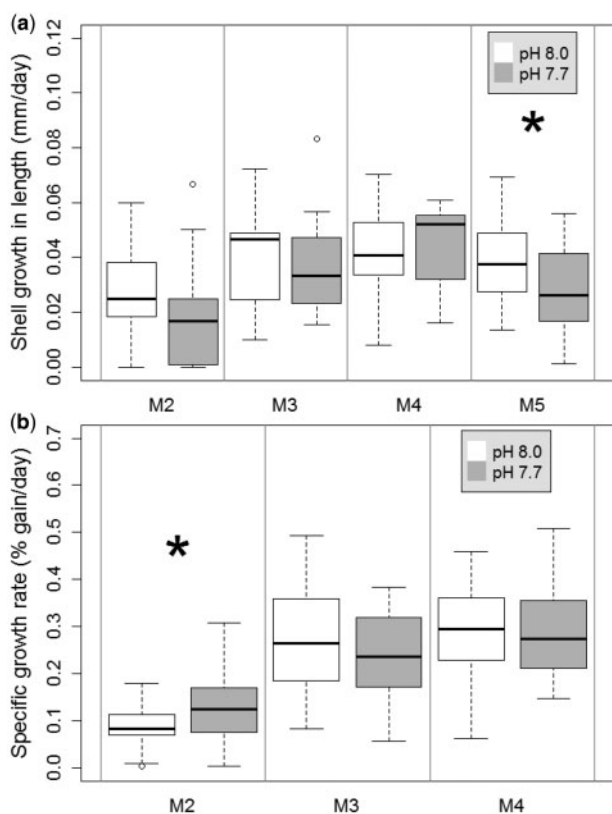 (a)
Shell growth in length (mm/day)
0.12
0.10
0.08
0.06
0.04
0.02
0.00
pH 8.0
pH 7.7
*
M2 M3 M4 M5
(b)
Specific growth rate (% gain/day)
0.7
0.6
0.5
0.4
0.3
0.2
0.1
0.0
pH 8.0
pH 7.7
*
M2 M3 M4